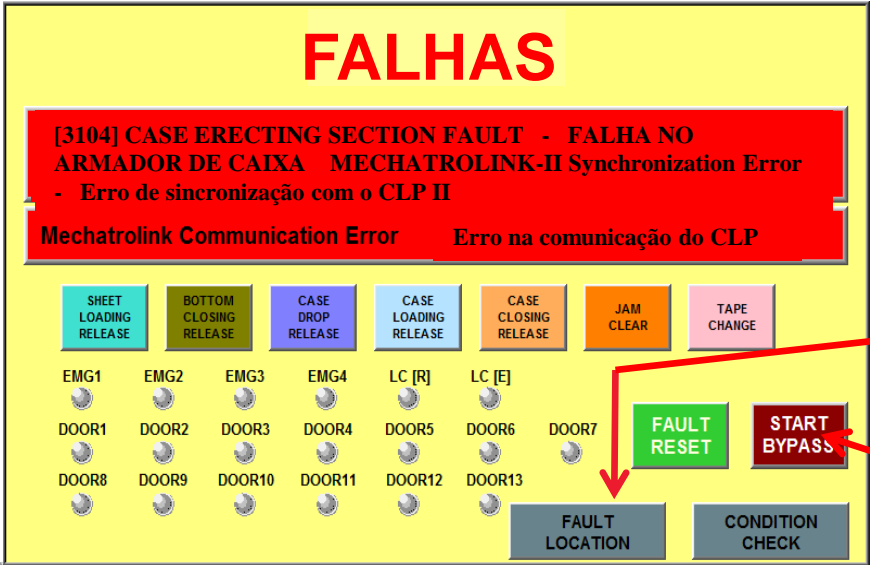 FALHAS
[3104] CASE ERECTING SECTION FAULT - FALHA NO
ARMADOR DE CAIXA MECHATROLINK-II Synchronization Error
- Erro de sincronização com o CLP II
Mechatrolink Communication Error Erro na comunicação do CLP
SHEET
LOADING
RELEASE
BOTTOM
CLOSING
RELEASE
CASE
DROP
RELEASE
CASE
LOADING
RELEASE
CASE
CLOSING
RELEASE
JAM
CLEAR
TAPE
CHANGE
EMG1 EMG2 EMG3 EMG4 LC [R] LC [E]
DOOR1 DOOR2 DOOR3 DOOR4 DOOR5 DOOR6 DOOR7
DOOR8 DOOR9 DOOR10 DOOR11 DOOR12 DOOR13
FAULT
RESET
START
BYPASS
FAULT
LOCATION
CONDITION
CHECK